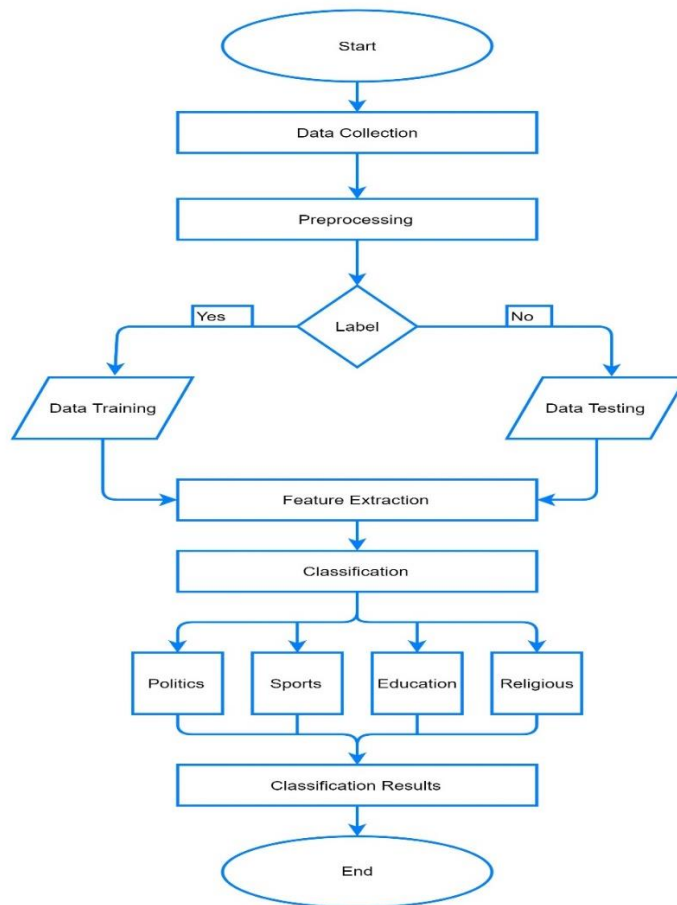 Start
Data Collection
Preprocessing
Yes
Label
No
Data Training
Data Testing
Feature Extraction
Classification
Politics
Sports
Education
Religious
Classification Results
End